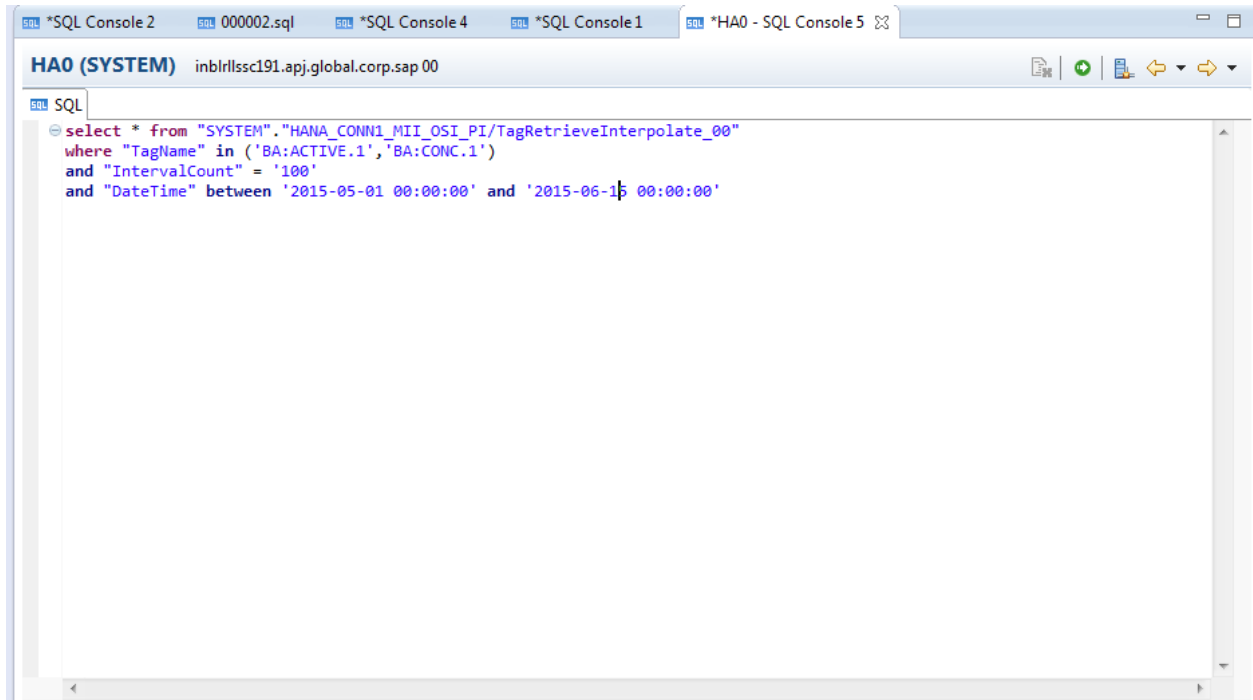 *SQL Console 2 000002.sql *SQL Console 4 *SQL Console 1 *HA0 - SQL Console 5
HA0 (SYSTEM) inblrllssc191.apj.global.corp.sap 00
SQL SQL
select * from "SYSTEM"."HANA_CONN1_MII_OSI_PI/TagRetrieveInterpolate_00"
where "TagName" in ('BA:ACTIVE.1','BA:CONC.1')
and "IntervalCount" = '100'
and "DateTime" between '2015-05-01 00:00:00' and '2015-06-15 00:00:00'